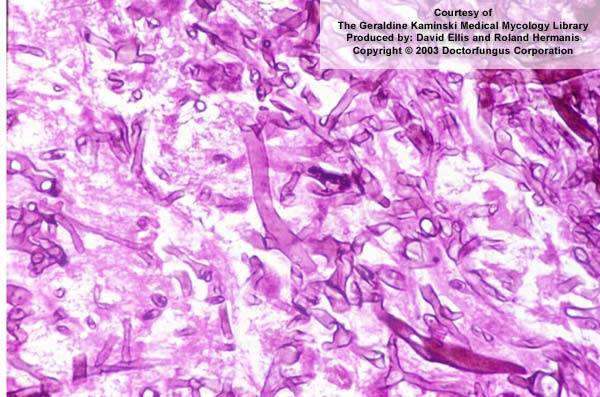 Courtesy of
The Geraldine Kaminski Medical Mycology Library
Produced by: David Ellis and Roland Hermanis
Copyright © 2003 Doctorfungus Corporation